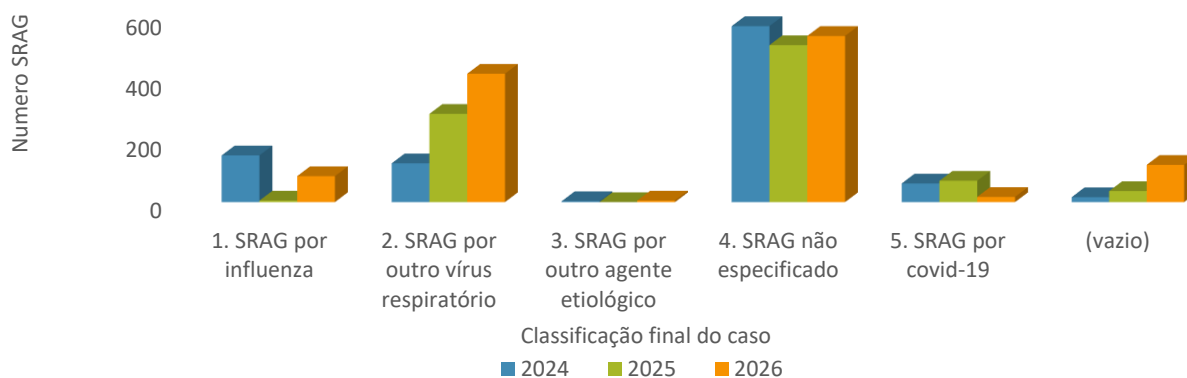 Numero SRAG
600
400
200
0
1. SRAG por
influenza
2. SRAG por
outro vírus
respiratório
3. SRAG por
outro agente
etiológico
4. SRAG não
especificado
5. SRAG por
covid-19
(vazio)
Classificação final do caso
2024 2025 2026